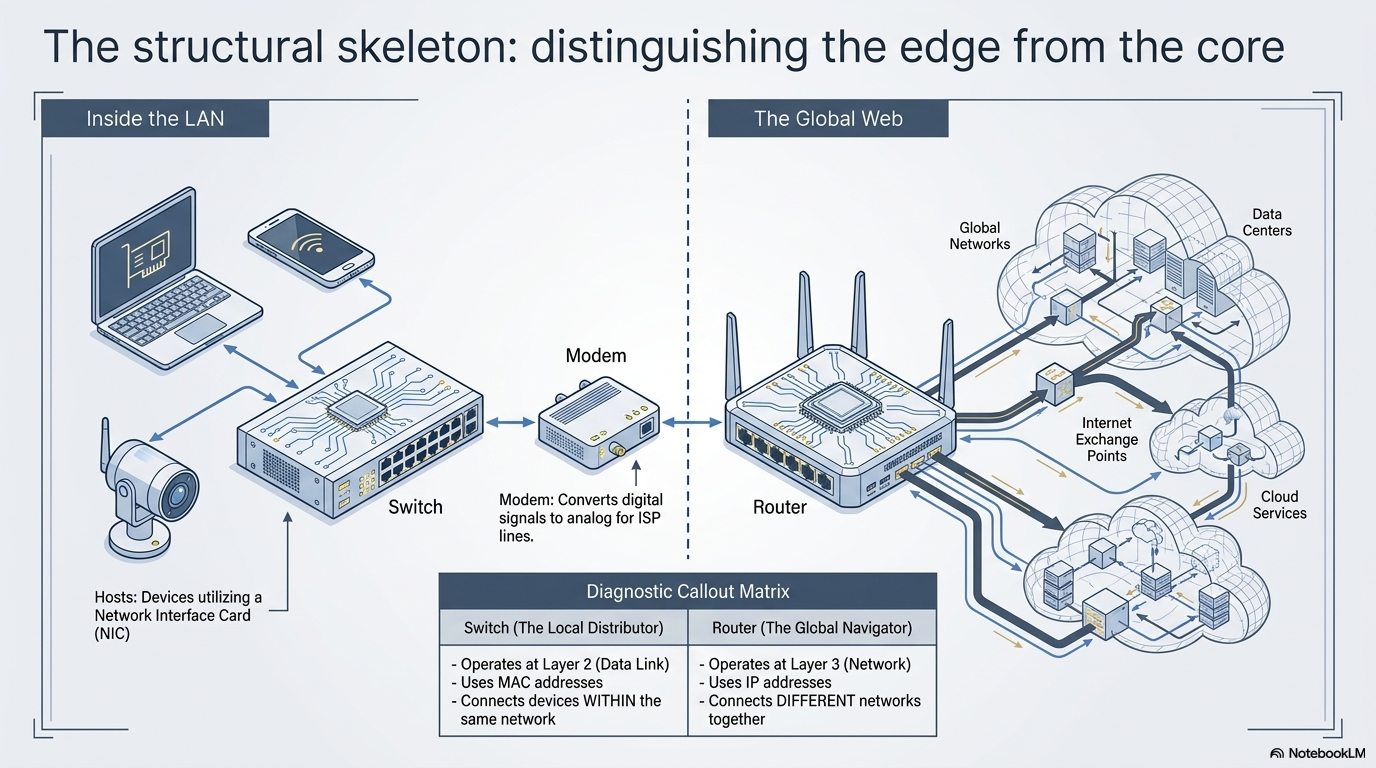 The structural skeleton: distinguishing the edge from the core
Inside the LAN
The Global Web
Global
Networks
Data
Centers
Modem
Internet
Exchange
Points
Switch
Modem: Converts digital
signals to analog for ISP
lines.
Router
Cloud
Services
Hosts: Devices utilizing a
Network Interface Card
(NIC)
Diagnostic Callout Matrix
Switch (The Local Distributor)
Router (The Global Navigator)
- Operates at Layer 2 (Data Link)
- Uses MAC addresses
- Connects devices WITHIN the
same network
- Operates at Layer 3 (Network)
- Uses IP addresses
- Connects DIFFERENT networks
together
NotebookLM